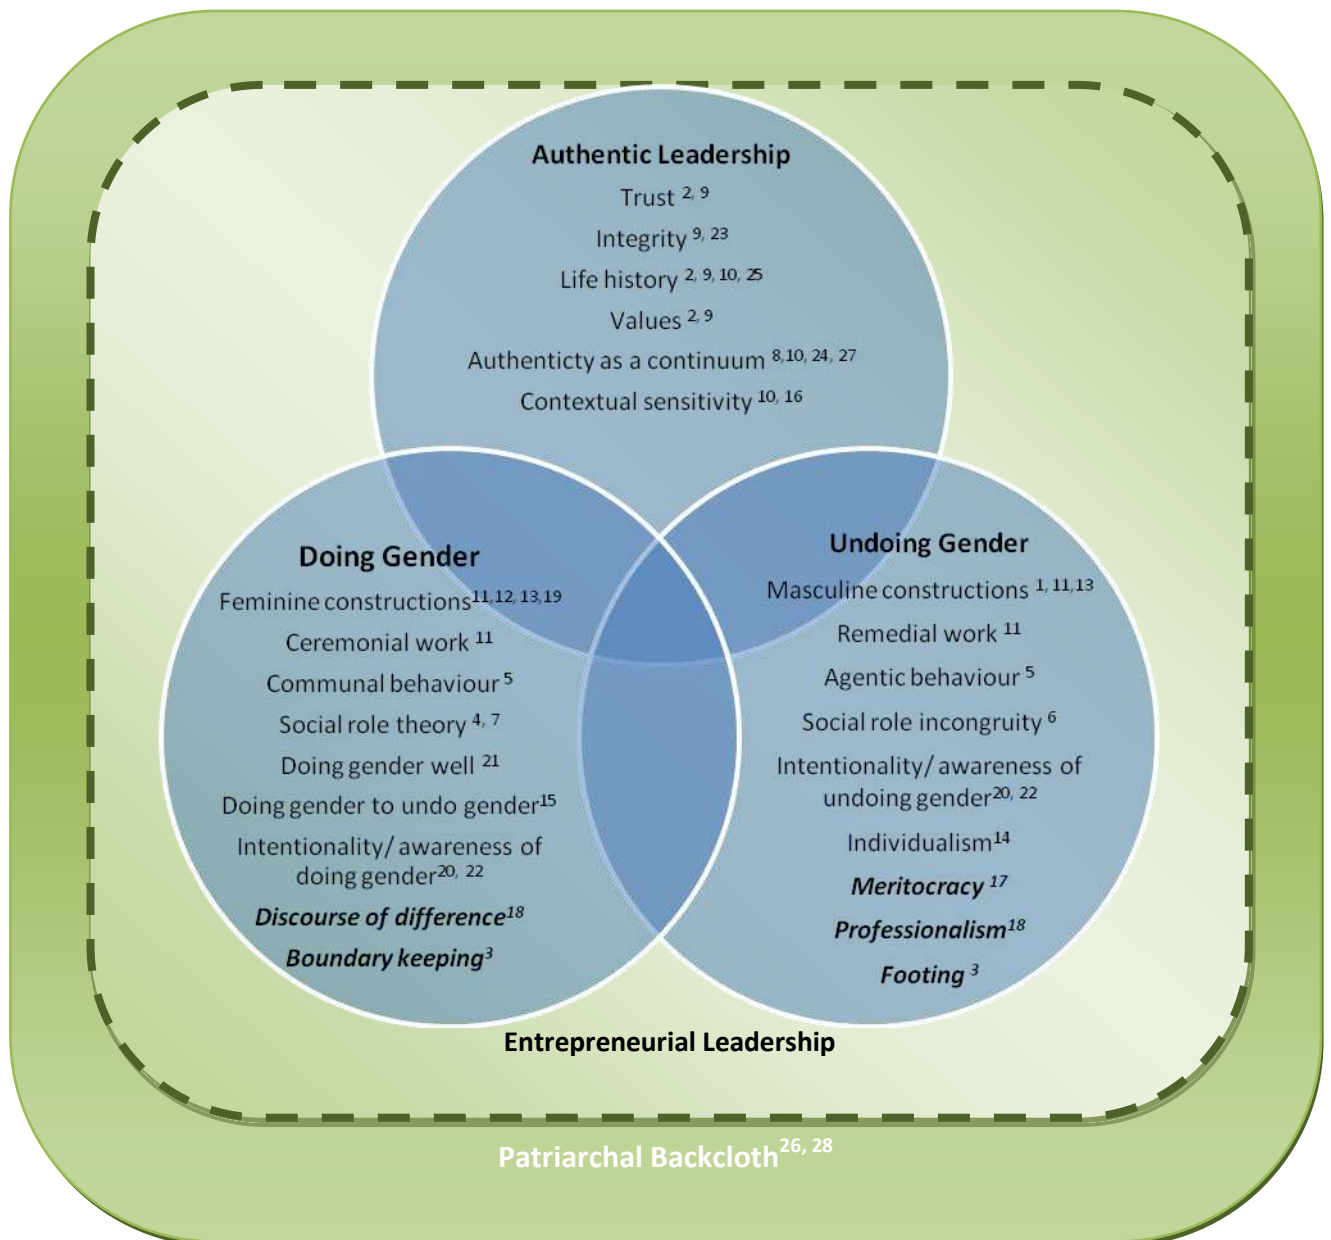 Authentic Leadership
Trust 2, 9
Integrity 9, 23
Life history 2, 9, 10, 25
Values 2, 9
Authenticty as a continuum 8,10, 24, 27
Contextual sensitivity 10, 16
Doing Gender
Feminine constructions11,12, 13,19
Ceremonial work 11
Communal behaviour 5
Social role theory 4, 7
Doing gender well 21
Doing gender to undo gender15
Intentionality/ awareness of
doing gender20, 22
Discourse of difference18
Boundary keeping3
Undoing Gender
Masculine constructions 1, 11,13
Remedial work 11
Agentic behaviour 5
Social role incongruity 6
Intentionality/ awareness of
undoing gender20, 22
Individualism14
Meritocracy 17
Professionalism18
Footing 3
Entrepreneurial Leadership
Patriarchal Backcloth26, 28